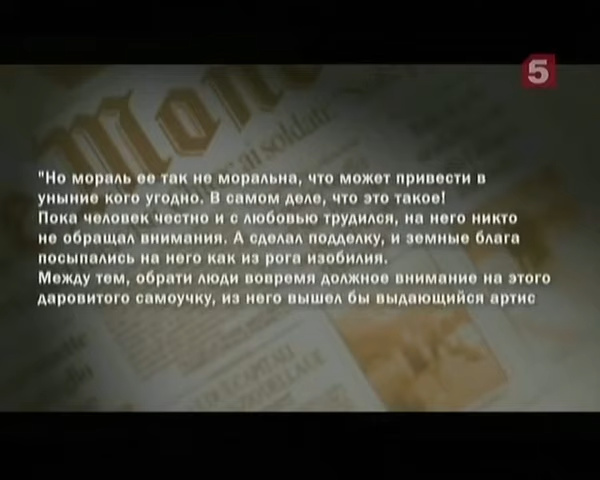 5
Mon
ai soldati
"Но мораль ее так не моральна, что может привести в
уныние кого угодно. В самом деле, что это такое!
Пока человек честно и с любовью трудился, на него никто
не обращал внимания. А сделал подделку, и земные блага
посыпались на него как из рога изобилия.
Между тем, обрати люди вовремя должное внимание на этого
даровитого самоучку, из него вышел бы выдающийся артис